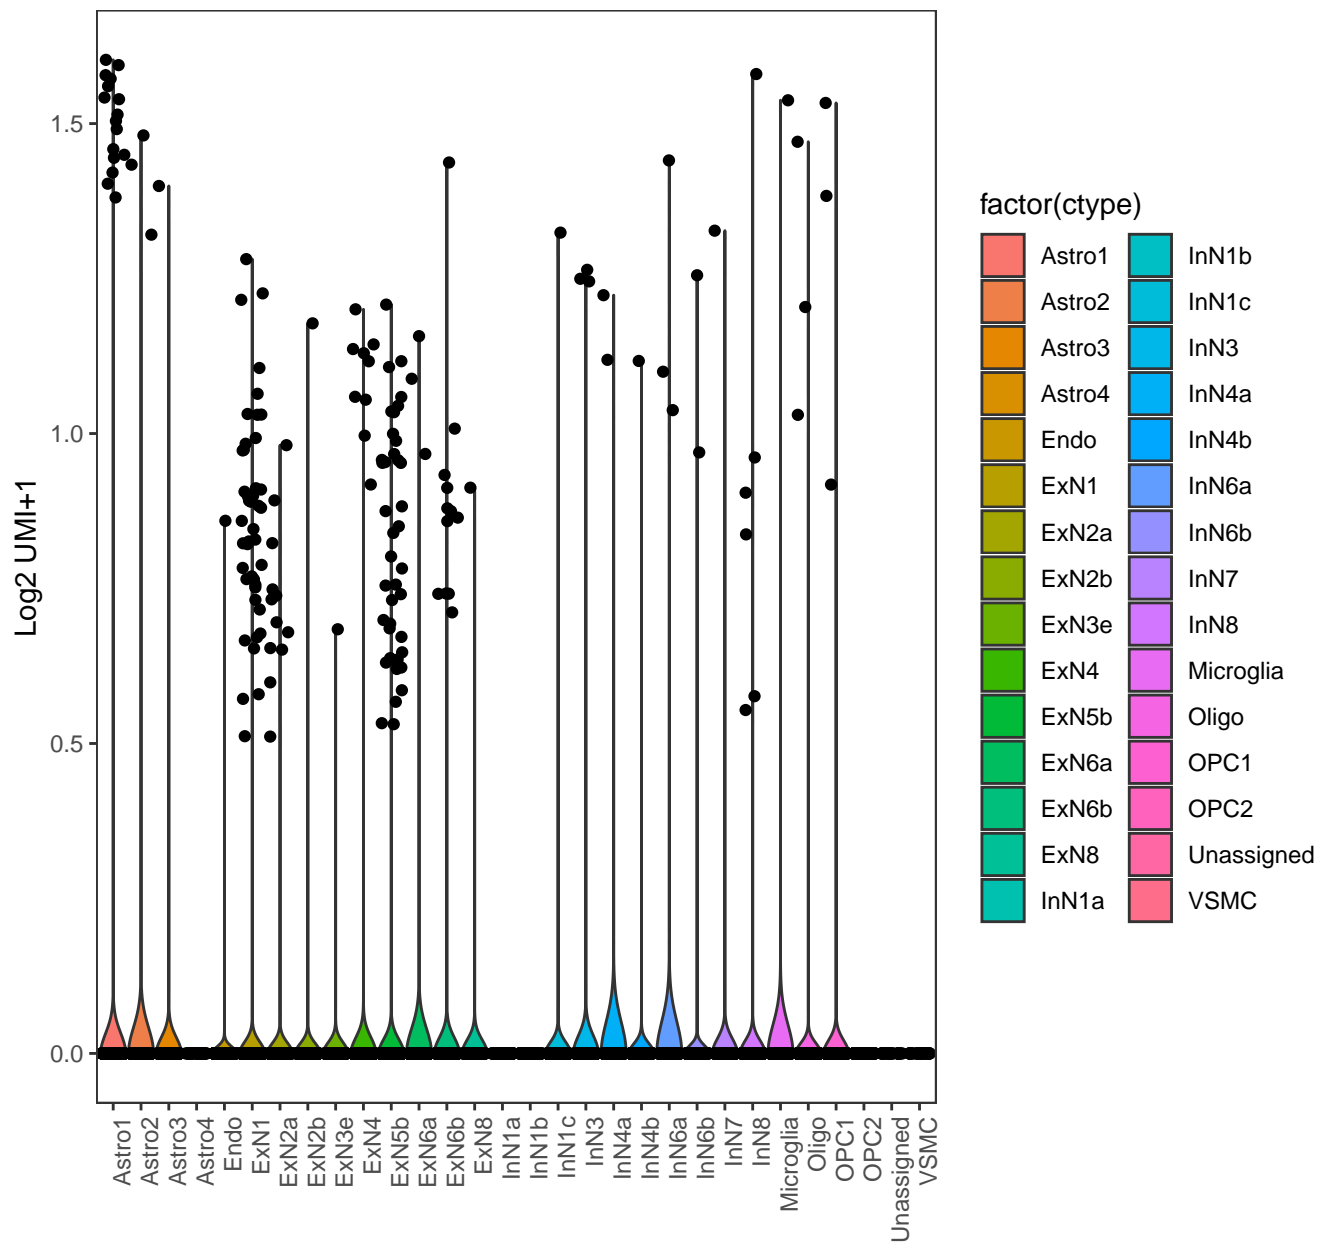 Log2 UMI+1
1.5
1.0
0.5
0.0
Astro1
Astro2
Astro3
Astro4
Endo
ExN1
ExN2a
ExN2b
ExN3e
ExN4
ExN5b
ExN6a
ExN6b
ExN8
InN1a
InN1b
InN1c
InN3
InN4a
InN4b
InN6a
InN6b
InN7
InN8
Microglia
Oligo
OPC1
OPC2
Unassigned
VSMC
factor(ctype)
Astro1
Astro2
Astro3
Astro4
Endo
ExN1
ExN2a
ExN2b
ExN3e
ExN4
ExN5b
ExN6a
ExN6b
ExN8
InN1a
InN1b
InN1c
InN3
InN4a
InN4b
InN6a
InN6b
InN7
InN8
Microglia
Oligo
OPC1
OPC2
Unassigned
VSMC